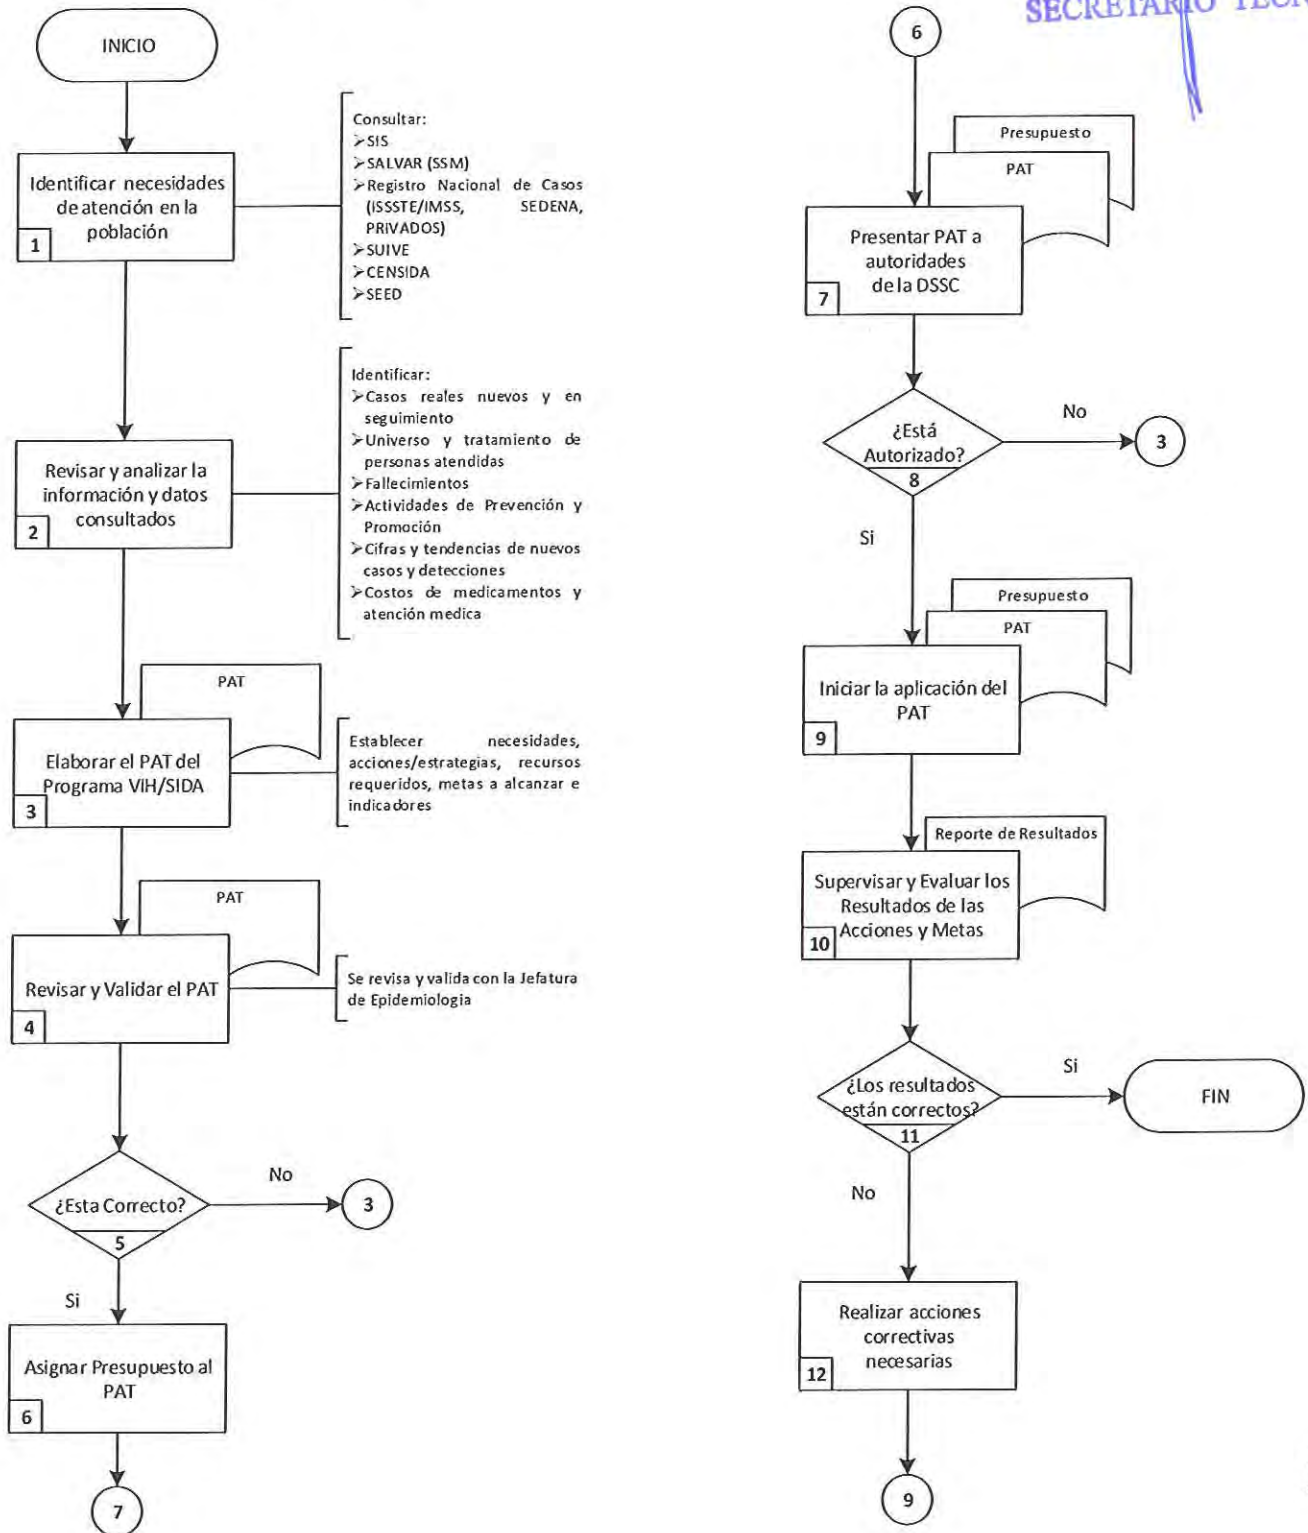 INICIO
Identificar necesidades
de atención en la
población
1
Consultar:
➢SIS
➢SALVAR (SSM)
➢Registro Nacional de Casos
(ISSSTE/IMSS, SEDENA,
PRIVADOS)
➢SUIVE
➢CENSIDA
➢SEED
Revisar y analizar la
información y datos
consultados
2
Identificar:
➢Casos reales nuevos y en
seguimiento
➢Universo y tratamiento de
personas atendidas
➢Fallecimientos
➢Actividades de Prevención y
Promoción
➢Cifras y tendencias de nuevos
casos y detecciones
➢Costos de medicamentos y
atención medica
PAT
Elaborar el PAT del
Programa VIH/SIDA
3
Establecer necesidades,
acciones/estrategias, recursos
requeridos, metas a alcanzar e
indicadores
PAT
Revisar y Validar el PAT
4
Se revisa y valida con la Jefatura
de Epidemiologia
¿Esta Correcto?
5
No
3
Si
Asignar Presupuesto al
PAT
6
7
SECRETARIO
6
Presupuesto
PAT
Presentar PAT a
autoridades
de la DSSC
7
¿Está
Autorizado?
8
No
3
Si
Presupuesto
PAT
Iniciar la aplicación del
PAT
9
Reporte de Resultados
Supervisar y Evaluar los
Resultados de las
Acciones y Metas
10
¿Los resultados
están correctos?
11
Si
FIN
No
Realizar acciones
correctivas
necesarias
12
9